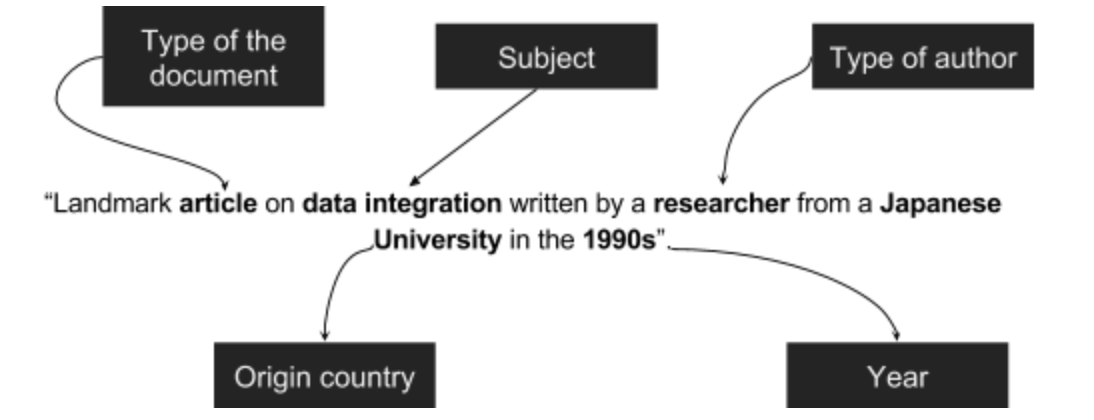 Type of the
document
Subject
Type of author
“Landmark article on data integration written by a researcher from a Japanese
University in the 1990s”.
Origin country
Year